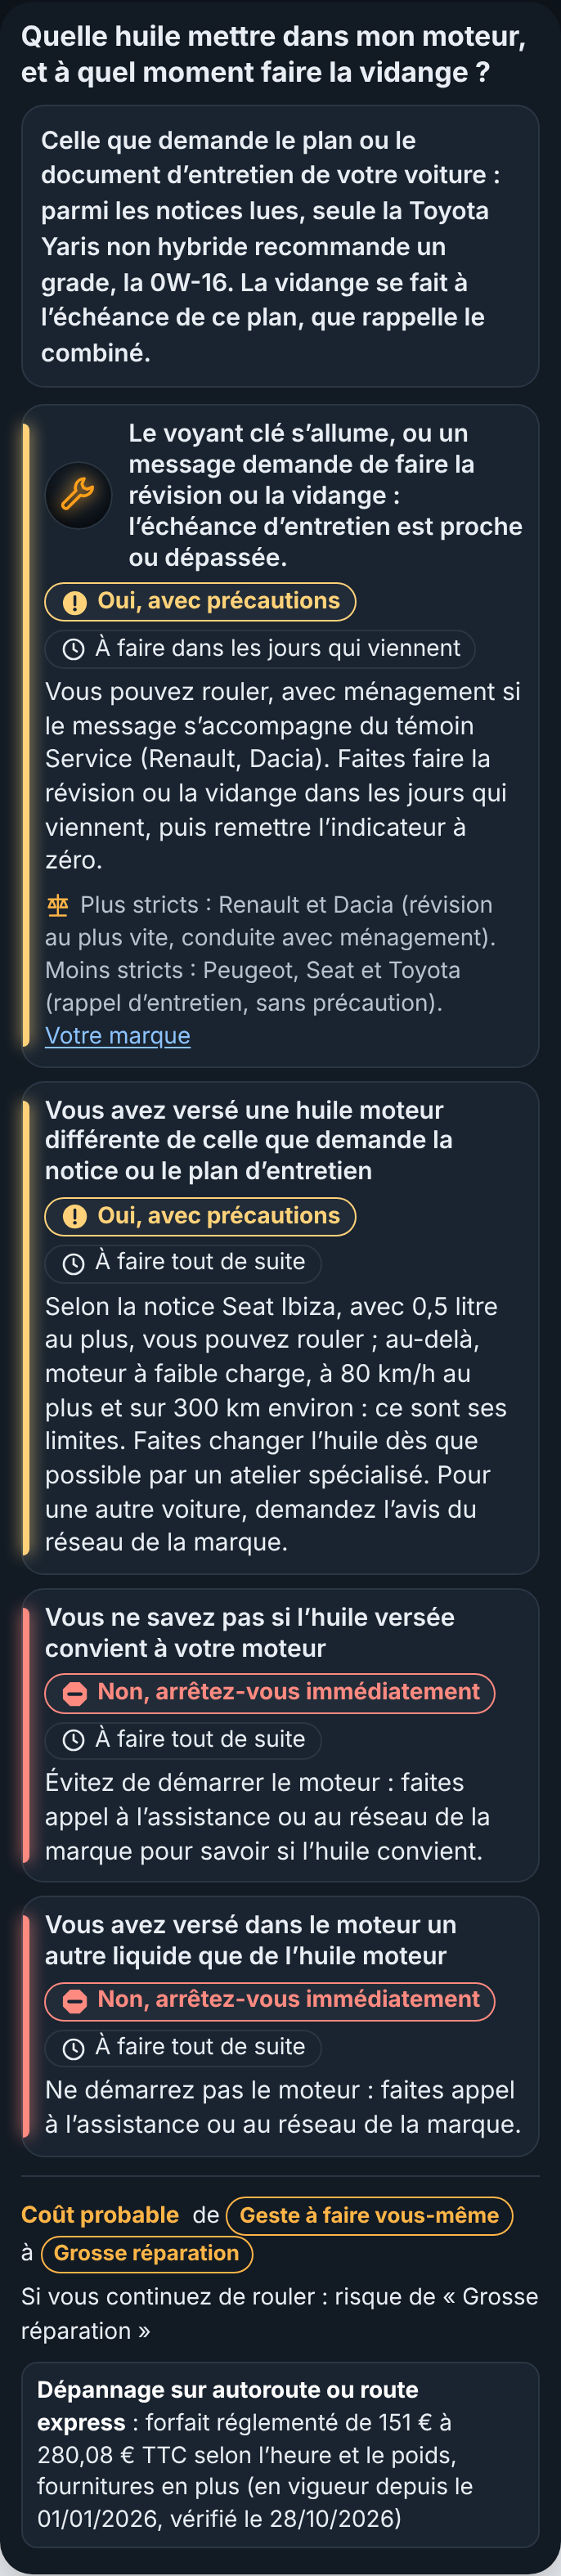 Quelle huile mettre dans mon moteur,
et à quel moment faire la vidange ?
Celle que demande le plan ou le
document d’entretien de votre voiture :
parmi les notices lues, seule la Toyota
Yaris non hybride recommande un
grade, la 0W-16. La vidange se fait à
l’échéance de ce plan, que rappelle le
combiné.
Le voyant clé s’allume, ou un
message demande de faire la
révision ou la vidange :
l’échéance d’entretien est proche
ou dépassée.
Oui, avec précautions
À faire dans les jours qui viennent
Vous pouvez rouler, avec ménagement si
le message s’accompagne du témoin
Service (Renault, Dacia). Faites faire la
révision ou la vidange dans les jours qui
viennent, puis remettre l’indicateur à
zéro.
Plus stricts : Renault et Dacia (révision
au plus vite, conduite avec ménagement).
Moins stricts : Peugeot, Seat et Toyota
(rappel d’entretien, sans précaution).
Votre marque
Vous avez versé une huile moteur
différente de celle que demande la
notice ou le plan d’entretien
Oui, avec précautions
À faire tout de suite
Selon la notice Seat Ibiza, avec 0,5 litre
au plus, vous pouvez rouler ; au-delà,
moteur à faible charge, à 80 km/h au
plus et sur 300 km environ : ce sont ses
limites. Faites changer l’huile dès que
possible par un atelier spécialisé. Pour
une autre voiture, demandez l’avis du
réseau de la marque.
Vous ne savez pas si l’huile versée
convient à votre moteur
Non, arrêtez-vous immédiatement
À faire tout de suite
Évitez de démarrer le moteur : faites
appel à l’assistance ou au réseau de la
marque pour savoir si l’huile convient.
Vous avez versé dans le moteur un
autre liquide que de l’huile moteur
Non, arrêtez-vous immédiatement
À faire tout de suite
Ne démarrez pas le moteur : faites appel
à l’assistance ou au réseau de la marque.
Coût probable de Geste à faire vous-même
à Grosse réparation
Si vous continuez de rouler : risque de « Grosse
réparation »
Dépannage sur autoroute ou route
express : forfait réglementé de 151 € à
280,08 € TTC selon l’heure et le poids,
fournitures en plus (en vigueur depuis le
01/01/2026, vérifié le 28/10/2026)